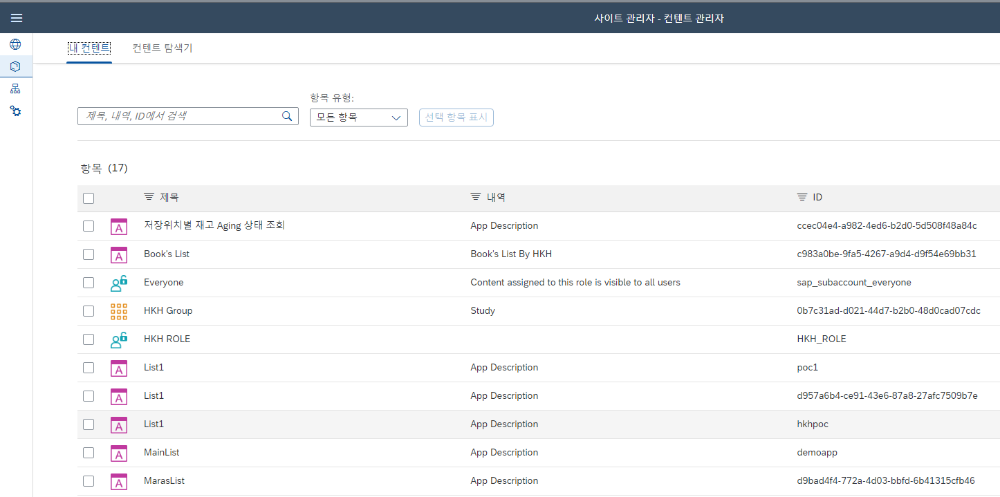 사이트 관리자 - 컨텐트 관리자
내 컨텐트 컨텐트 탐색기
항목 유형:
제목, 내역, ID에서 검색 모든 항목 선택 항목 표시
항목 (17)
제목 내역 ID
A 저장위치별 재고 Aging 상태 조회 App Description ccec04e4-a982-4ed6-b2d0-5d508f48a84c
A Book's List Book's List By HKH c983a0be-9fa5-4267-a9d4-d9f54e69bb31
Everyone Content assigned to this role is visible to all users sap_subaccount_everyone
HKH Group Study 0b7c31ad-d021-44d7-b2b0-48d0cad07cdc
HKH ROLE HKH_ROLE
A List1 App Description poc1
A List1 App Description d957a6b4-ce91-43e6-87a8-27afc7509b7e
A List1 App Description hkhpoc
A MainList App Description demoapp
A MarasList App Description d9bad4f4-772a-4d03-bbfd-6b41315cfb46